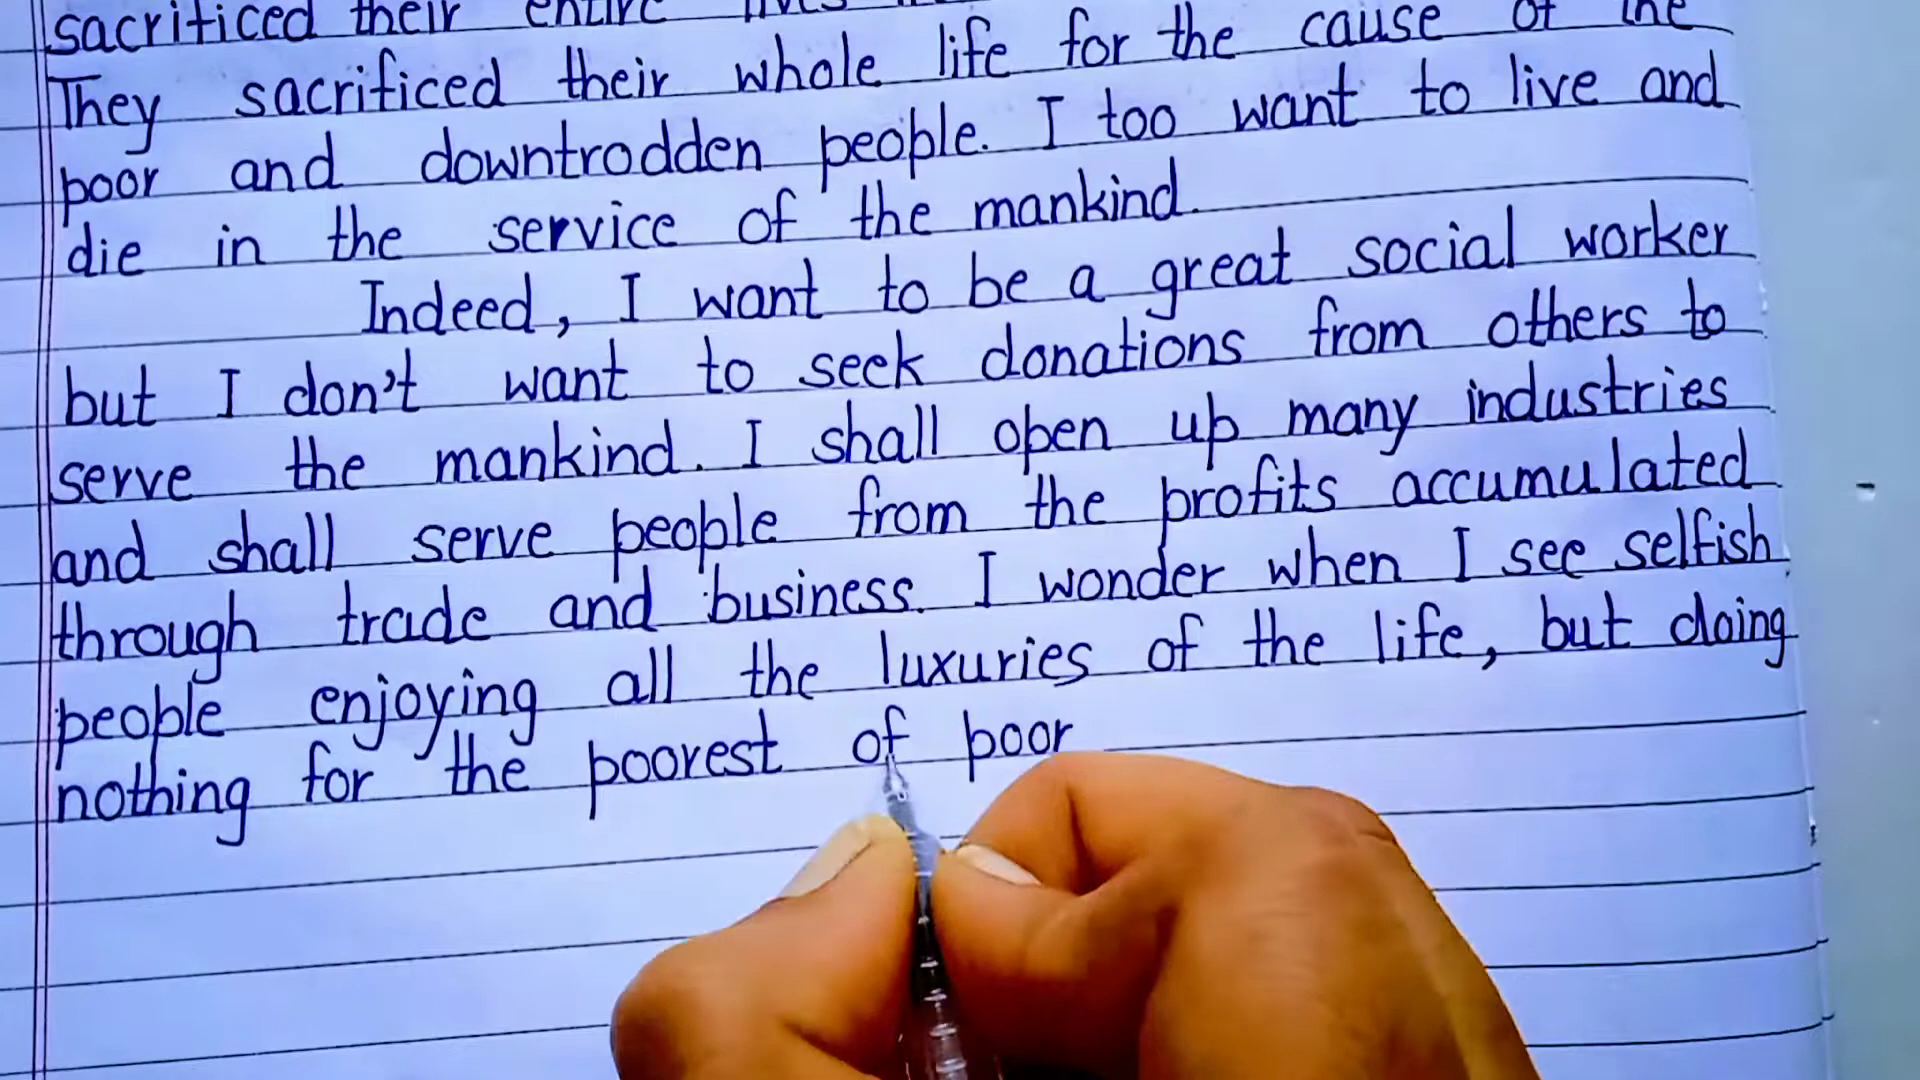 sacrificed their entire lives
They sacrificed their whole life for the cause of the
poor and downtrodden people. I too want to live and
die in the service of the mankind.
Indeed, I want to be a great social worker
but I don't want to seek donations from others to
serve the mankind. I shall open up many industries
and shall serve people from the profits accumulated
through trade and business. I wonder when I see selfish
people enjoying all the luxuries of the life, but doing
nothing for the poorest of poor